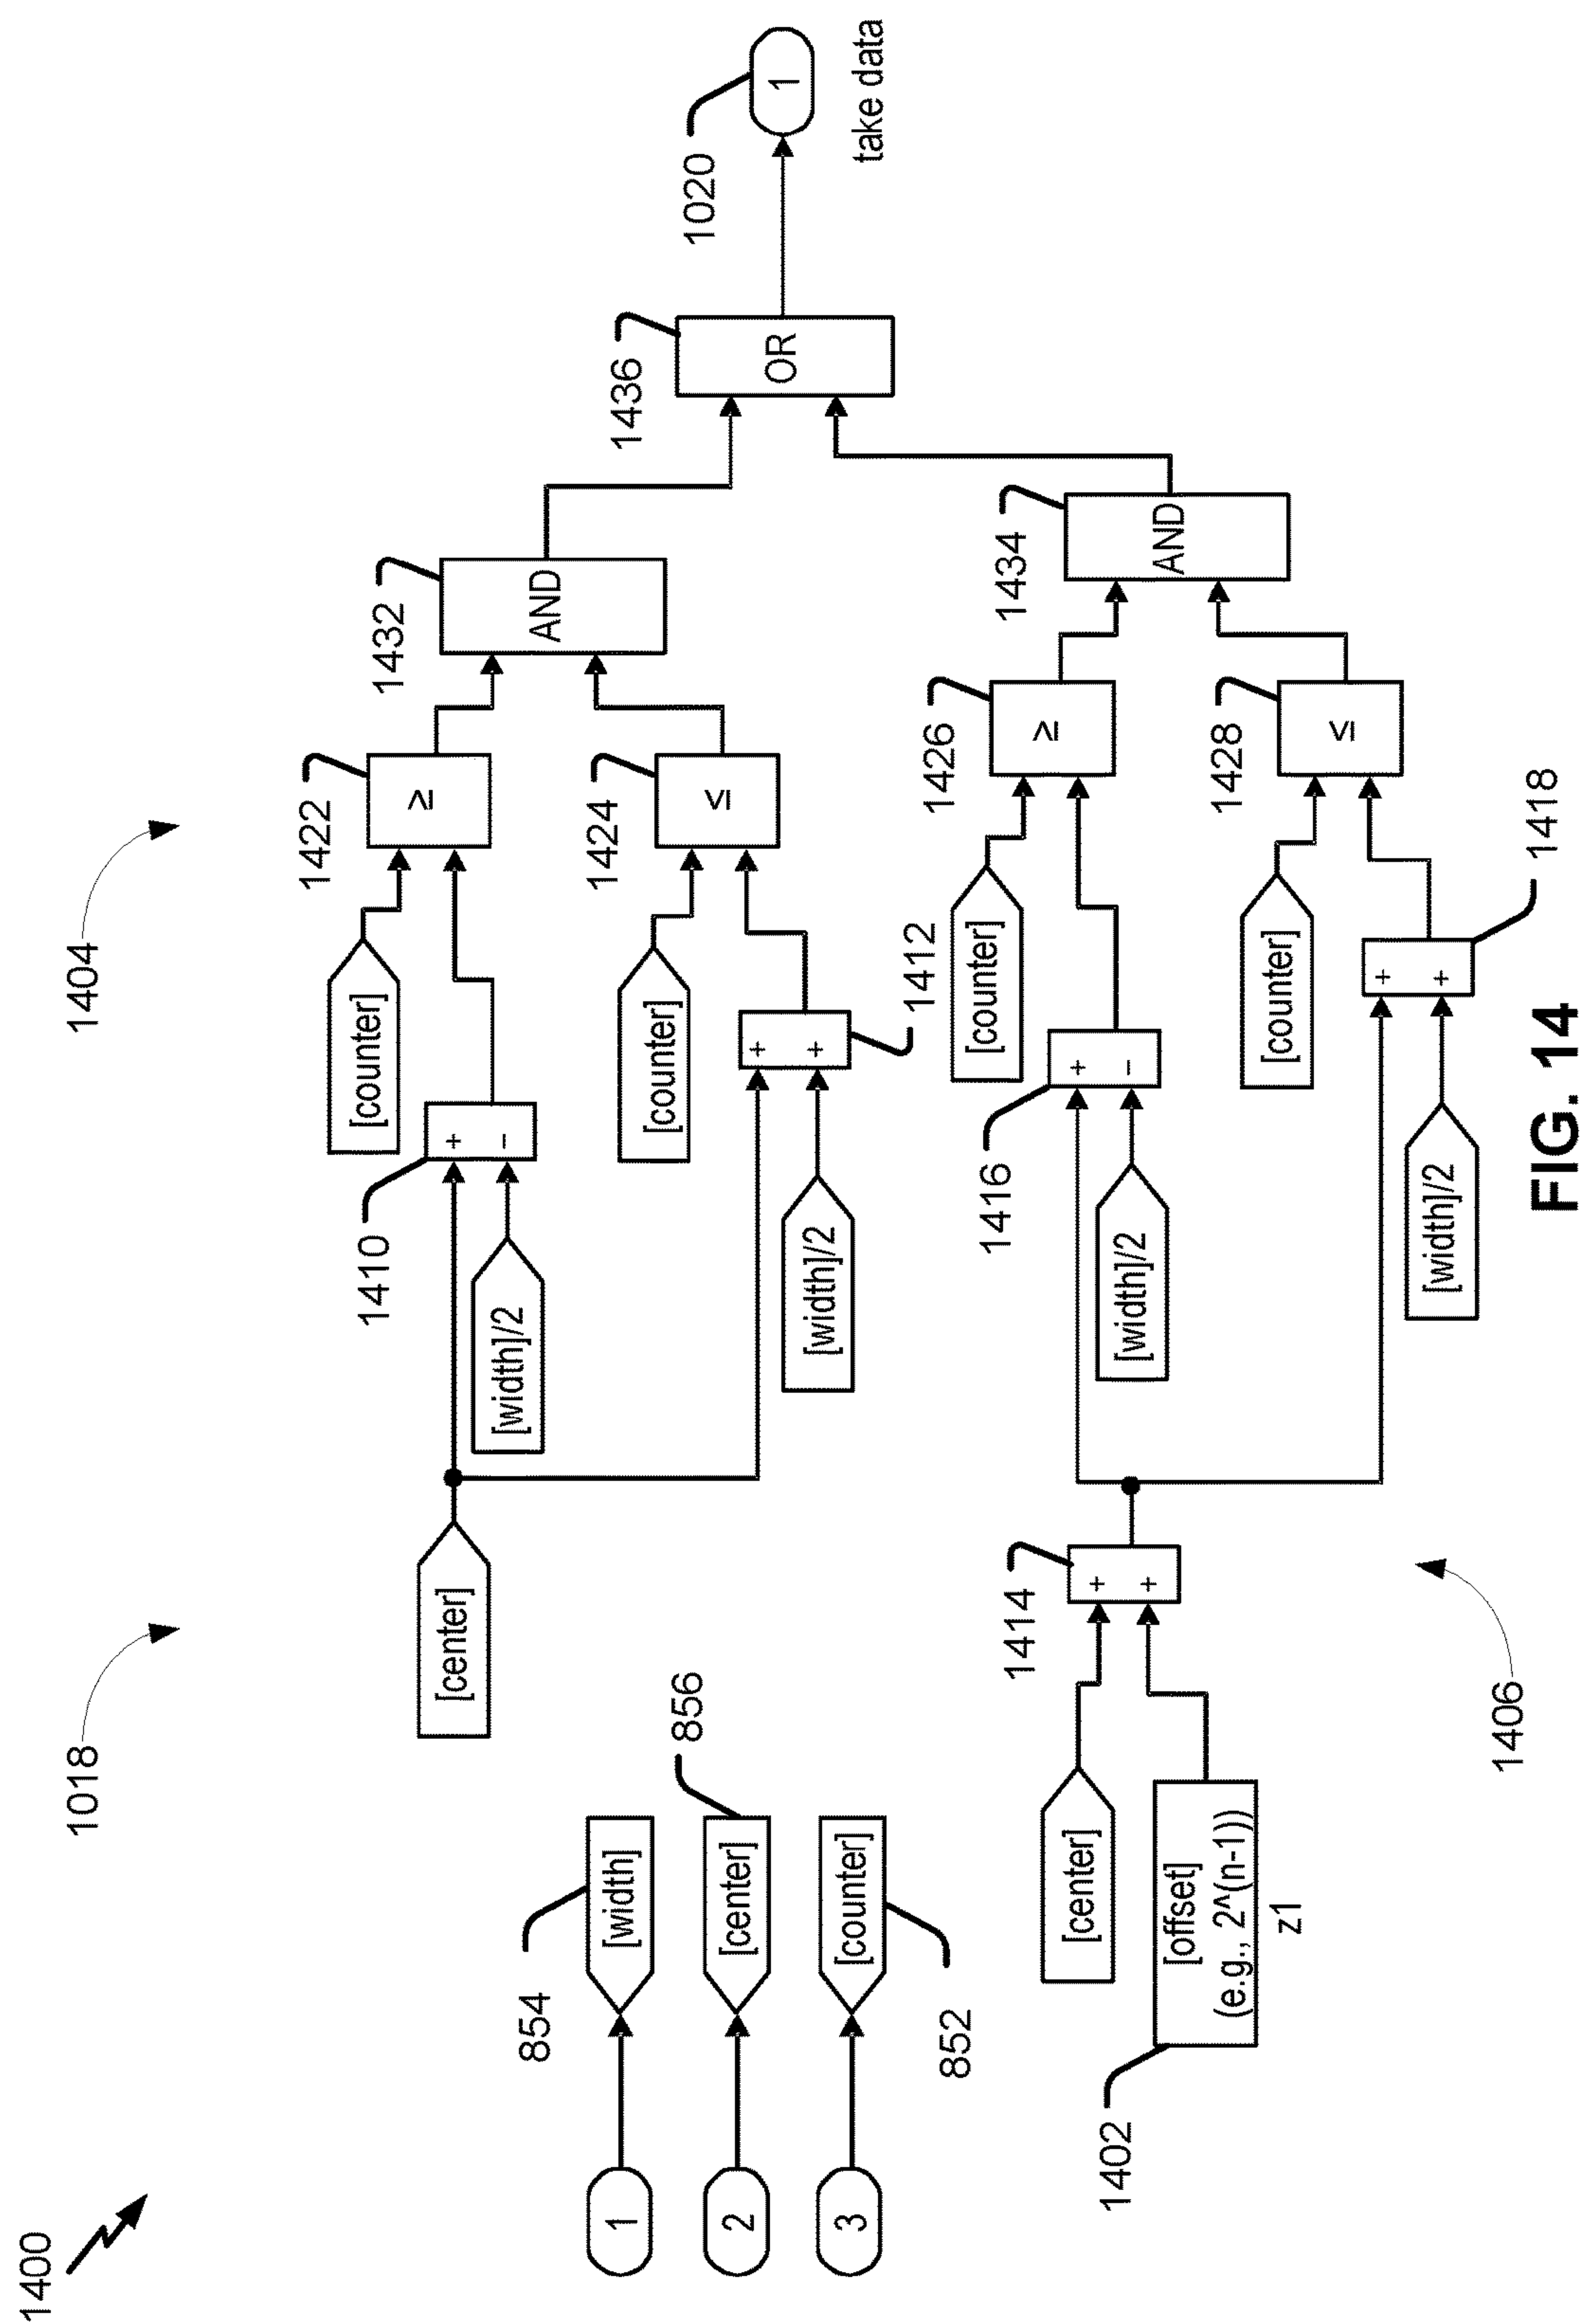 1400
1018
1404
1410
1422
1432
1436
1020
[center]
[width]/2
+
−
[counter]
≥
AND
OR
1
take data
854
856
852
1
[width]
2
[center]
3
[counter]
[width]/2
+
+
1412
[counter]
1424
≤
1402
[center]
[offset]
(e.g., 2^(n-1))
z1
1414
+
+
1416
+
−
[width]/2
[counter]
1426
≥
1434
AND
[width]/2
+
+
1418
[counter]
1428
≤
1406
FIG. 14